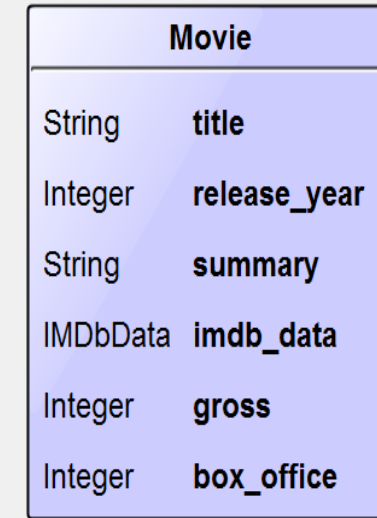 Movie
String title
Integer release_year
String summary
IMDbData imdb_data
Integer gross
Integer box_office